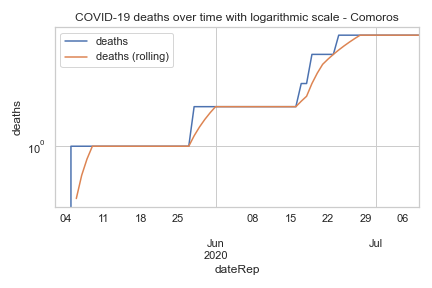 COVID-19 deaths over time with logarithmic scale - Comoros
deaths
deaths (rolling)
deaths
10⁰
04 11 18 25 08 15 22 29 06
Jun Jul
2020
dateRep